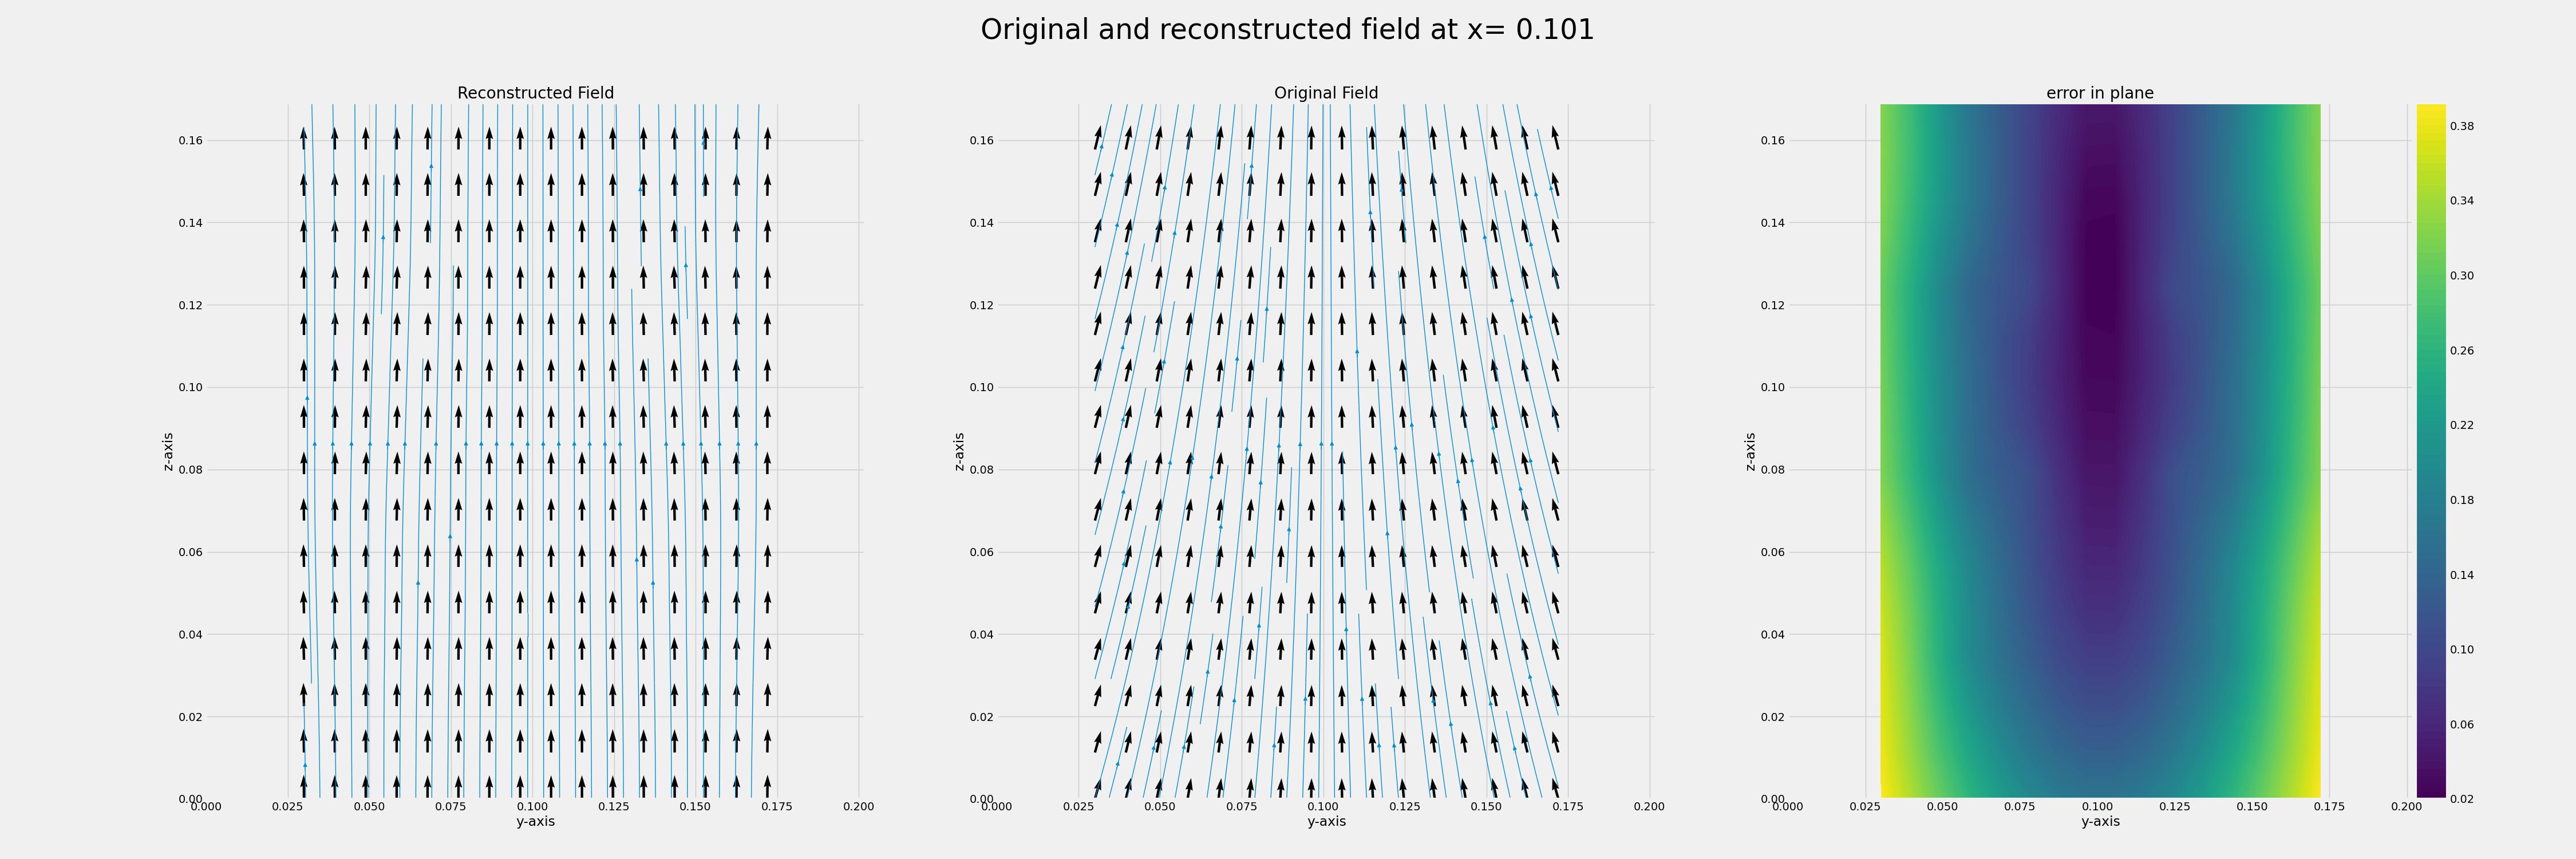 Original and reconstructed field at x= 0.101
Reconstructed Field
0.16
0.14
0.12
0.10
0.08
0.06
0.04
0.02
0.00
z-axis
0.000 0.025 0.050 0.075 0.100 0.125 0.150 0.175 0.200
y-axis
Original Field
0.16
0.14
0.12
0.10
0.08
0.06
0.04
0.02
0.00
z-axis
0.000 0.025 0.050 0.075 0.100 0.125 0.150 0.175 0.200
y-axis
error in plane
0.16
0.14
0.12
0.10
0.08
0.06
0.04
0.02
0.00
z-axis
0.000 0.025 0.050 0.075 0.100 0.125 0.150 0.175 0.200
y-axis
0.38
0.34
0.30
0.26
0.22
0.18
0.14
0.10
0.06
0.02